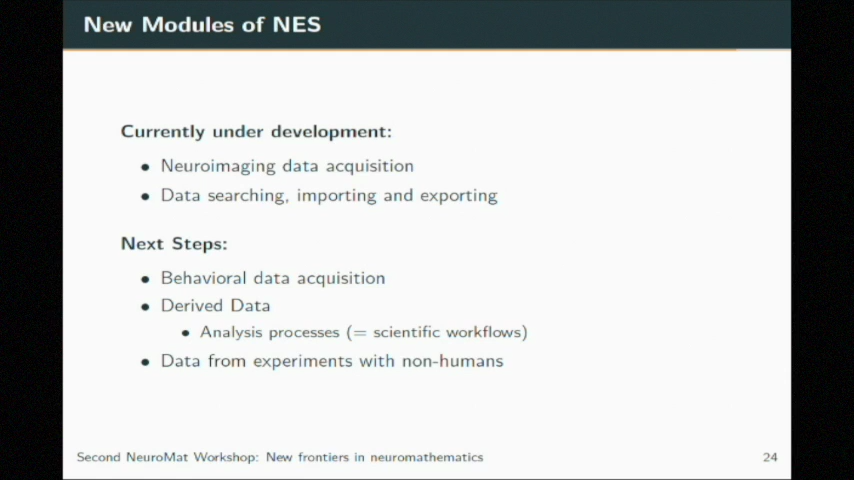 New Modules of NES
Currently under development:
• Neuroimaging data acquisition
• Data searching, importing and exporting
Next Steps:
• Behavioral data acquisition
• Derived Data
• Analysis processes (= scientific workflows)
• Data from experiments with non-humans
Second NeuroMat Workshop: New frontiers in neuromathematics
24